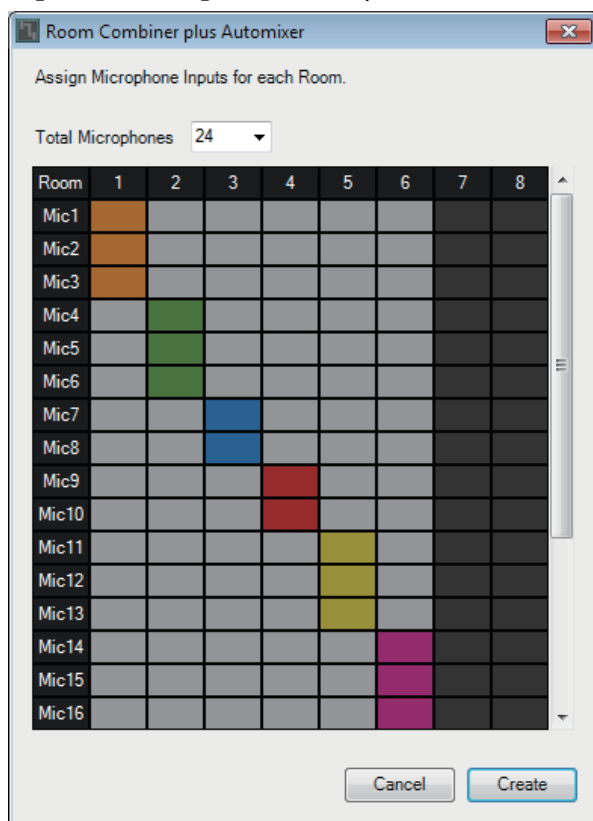 Room Combiner plus Automixer
Assign Microphone Inputs for each Room.
Total Microphones 24
Room 1 2 3 4 5 6 7 8
Mic1
Mic2
Mic3
Mic4
Mic5
Mic6
Mic7
Mic8
Mic9
Mic10
Mic11
Mic12
Mic13
Mic14
Mic15
Mic16
Cancel Create